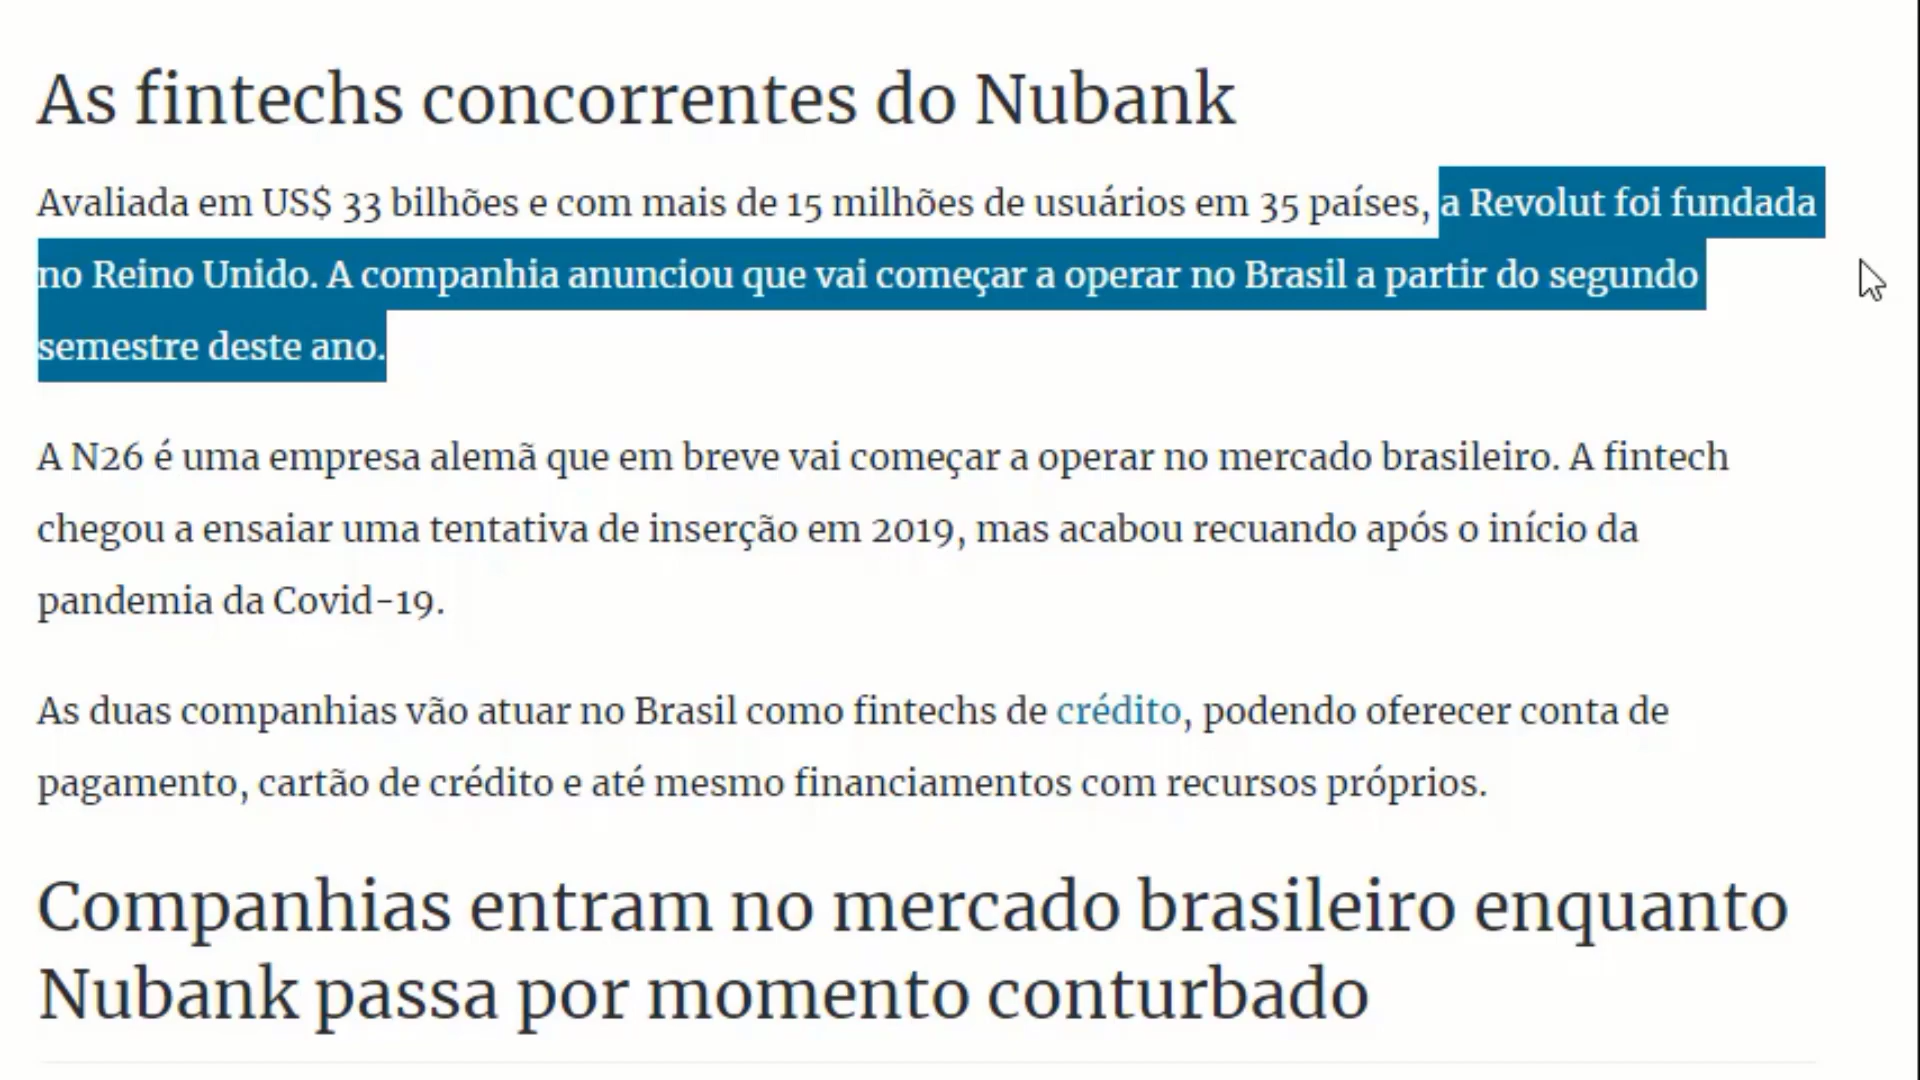 As fintechs concorrentes do Nubank
Avaliada em US$ 33 bilhões e com mais de 15 milhões de usuários em 35 países, a Revolut foi fundada
no Reino Unido. A companhia anunciou que vai começar a operar no Brasil a partir do segundo
semestre deste ano.
A N26 é uma empresa alemã que em breve vai começar a operar no mercado brasileiro. A fintech
chegou a ensaiar uma tentativa de inserção em 2019, mas acabou recuando após o início da
pandemia da Covid-19.
As duas companhias vão atuar no Brasil como fintechs de crédito, podendo oferecer conta de
pagamento, cartão de crédito e até mesmo financiamentos com recursos próprios.
Companhias entram no mercado brasileiro enquanto
Nubank passa por momento conturbado